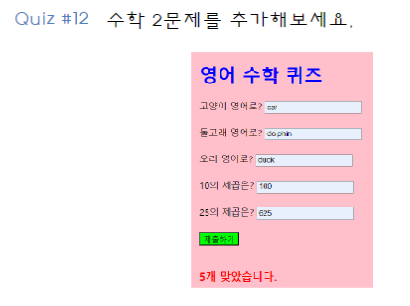 Quiz #12 수학 2문제를 추가해보세요.
영어 수학 퀴즈
고양이 영어로? cat
돌고래 영어로? dolphin
오리 영어로? duck
10의 제곱은? 100
25의 제곱은? 625
제출하기
5개 맞았습니다.